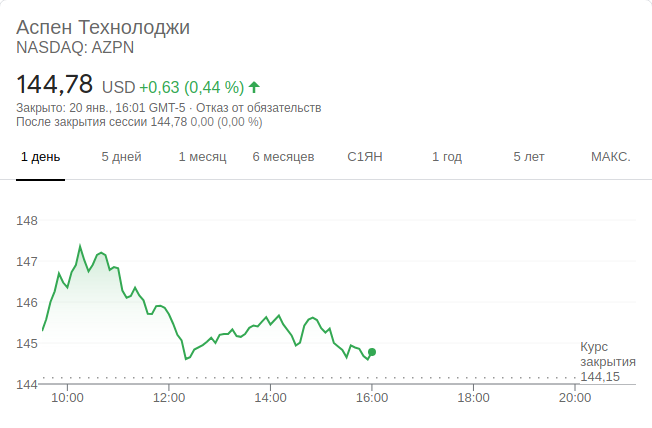 Аспен Технолоджи
NASDAQ: AZPN
144,78 USD +0,63 (0,44 %)
Закрыто: 20 янв., 16:01 GMT-5 · Отказ от обязательств
После закрытия сессии 144,78 0,00 (0,00 %)
1 день 5 дней 1 месяц 6 месяцев С1ЯН 1 год 5 лет МАКС.
148
147
146
145
144
Курс
закрытия
144,15
10:00 12:00 14:00 16:00 18:00 20:00